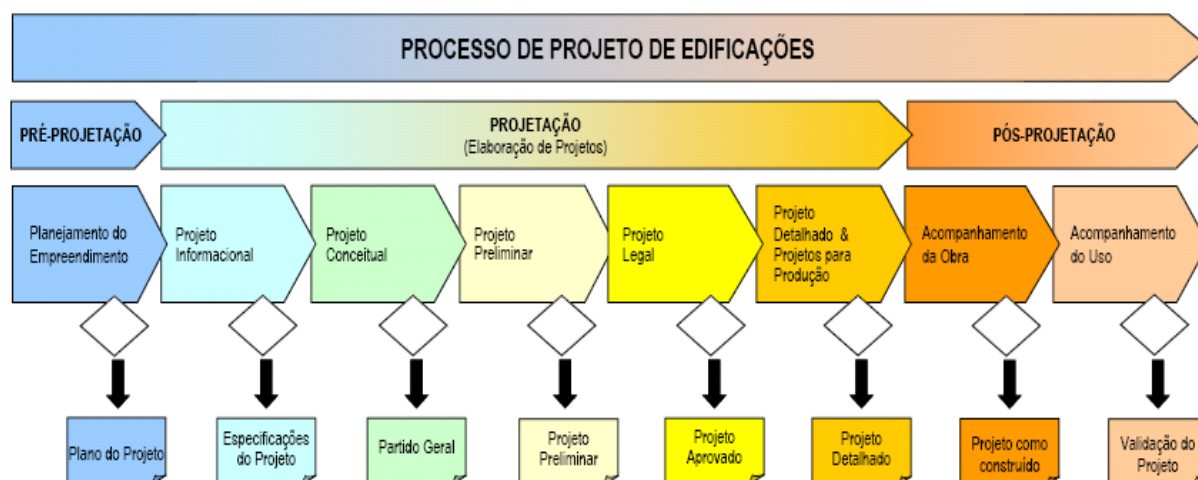 PROCESSO DE PROJETO DE EDIFICAÇÕES
PRÉ-PROJETAÇÃO
PROJETAÇÃO
(Elaboração de Projetos)
PÓS-PROJETAÇÃO
Planejamento do
Empreendimento
Projeto
Informacional
Projeto
Conceitual
Projeto
Preliminar
Projeto
Legal
Projeto
Detalhado &
Projetos para
Produção
Acompanhamento
da Obra
Acompanhamento
do Uso
Plano do Projeto
Especificações
do Projeto
Partido Geral
Projeto
Preliminar
Projeto
Aprovado
Projeto
Detalhado
Projeto como
construído
Validação do
Projeto